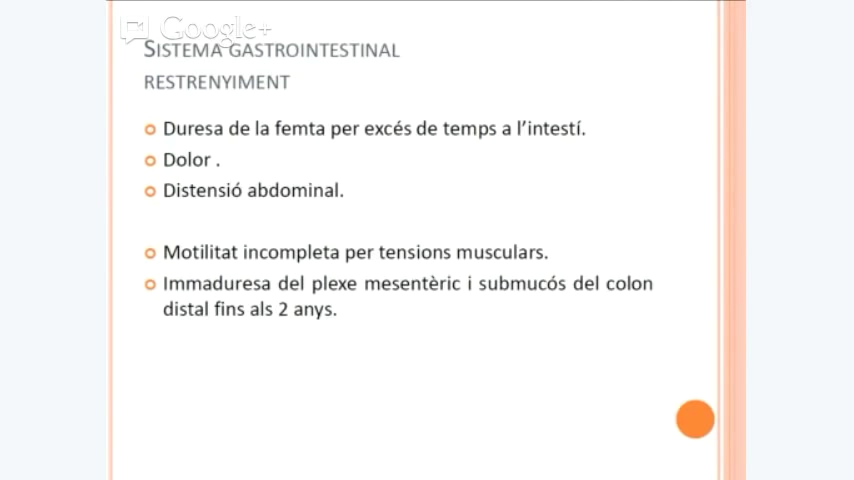 Google+
SISTEMA GASTROINTESTINAL
RESTRENYIMENT
Duresa de la femta per excés de temps a l'intestí.
Dolor .
Distensió abdominal.
Motilitat incompleta per tensions musculars.
Immaduresa del plexe mesentèric i submucós del colon
distal fins als 2 anys.